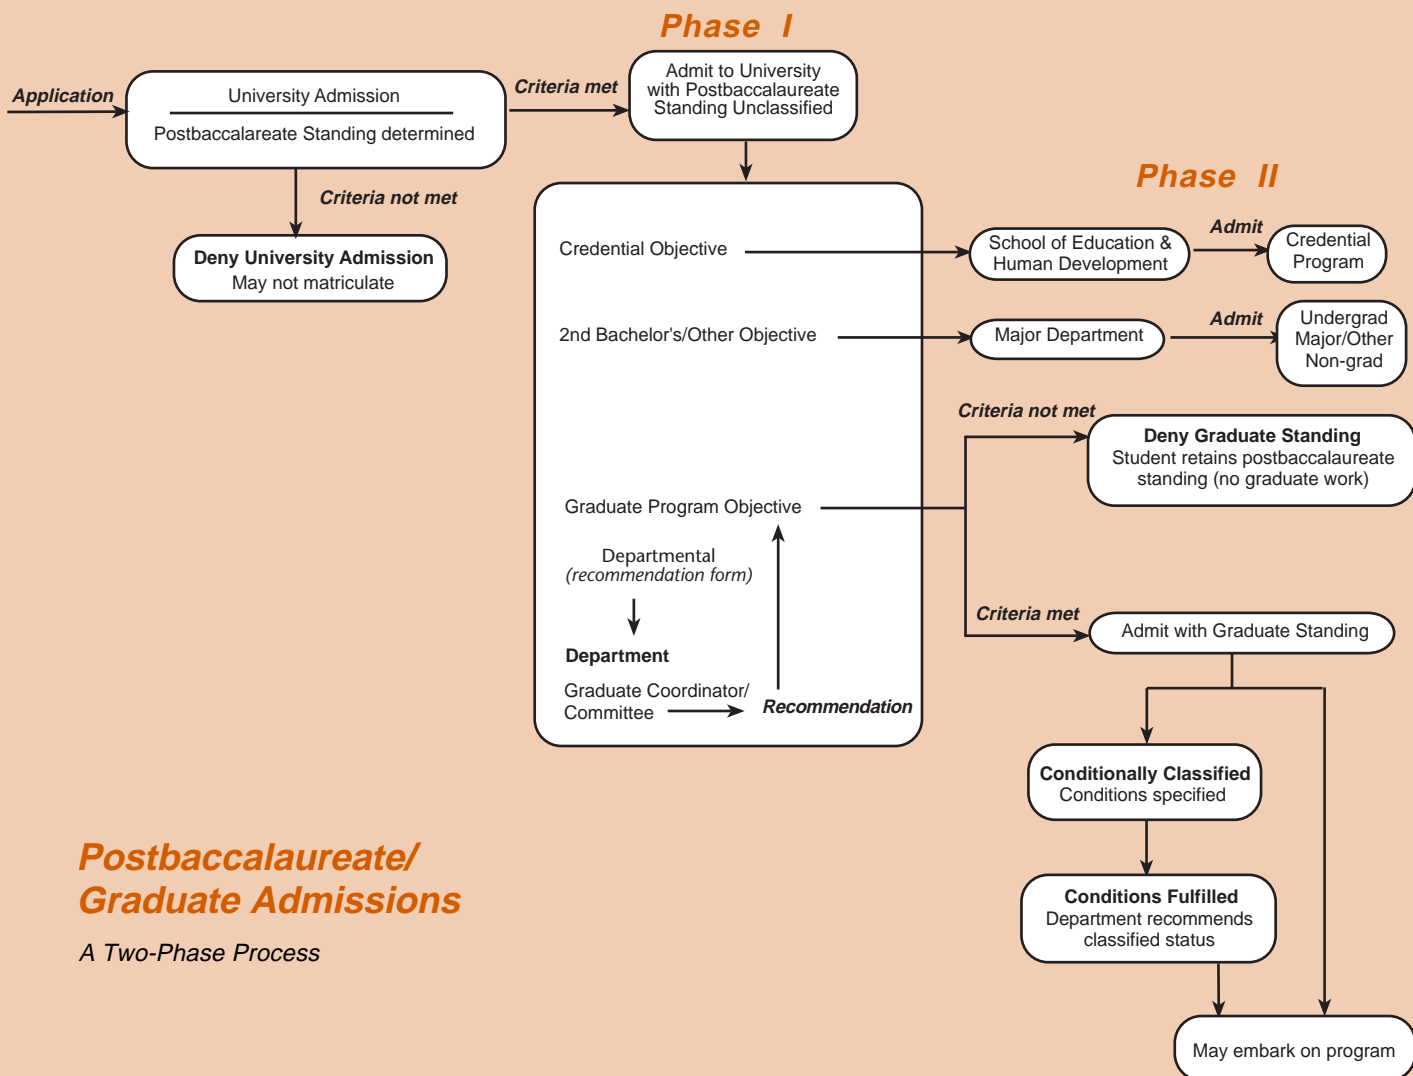 Phase I
Application
University Admission
Postbaccalareate Standing determined
Criteria met
Admit to University
with Postbaccalaureate
Standing Unclassified
Criteria not met
Deny University Admission
May not matriculate
Phase II
Credential Objective
School of Education &
Human Development
Admit
Credential
Program
2nd Bachelor's/Other Objective
Major Department
Admit
Undergrad
Major/Other
Non-grad
Criteria not met
Deny Graduate Standing
Student retains postbaccalaureate
standing (no graduate work)
Graduate Program Objective
Departmental
(recommendation form)
Department
Graduate Coordinator/
Committee
Recommendation
Criteria met
Admit with Graduate Standing
Conditionally Classified
Conditions specified
Conditions Fulfilled
Department recommends
classified status
May embark on program
Postbaccalaureate/
Graduate Admissions
A Two-Phase Process